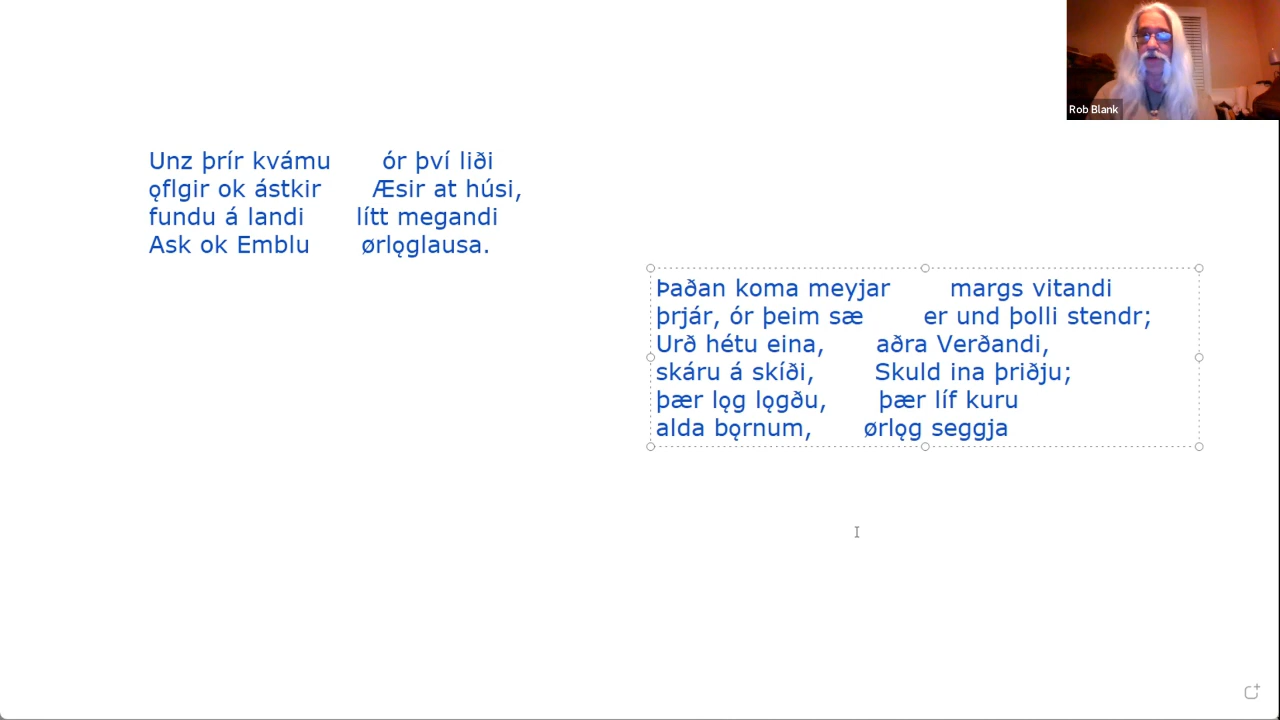 Rob Blank
Unz þrír kvámu ór því liði
ǫflgir ok ástkir Æsir at húsi,
fundu á landi lítt megandi
Ask ok Emblu ørlǫglausa.
Þaðan koma meyjar margs vitandi
þrjár, ór þeim sæ er und þolli stendr;
Urð hétu eina, aðra Verðandi,
skáru á skíði, Skuld ina þriðju;
þær lǫg lǫgðu, þær líf kuru
alda bǫrnum, ørlǫg seggja